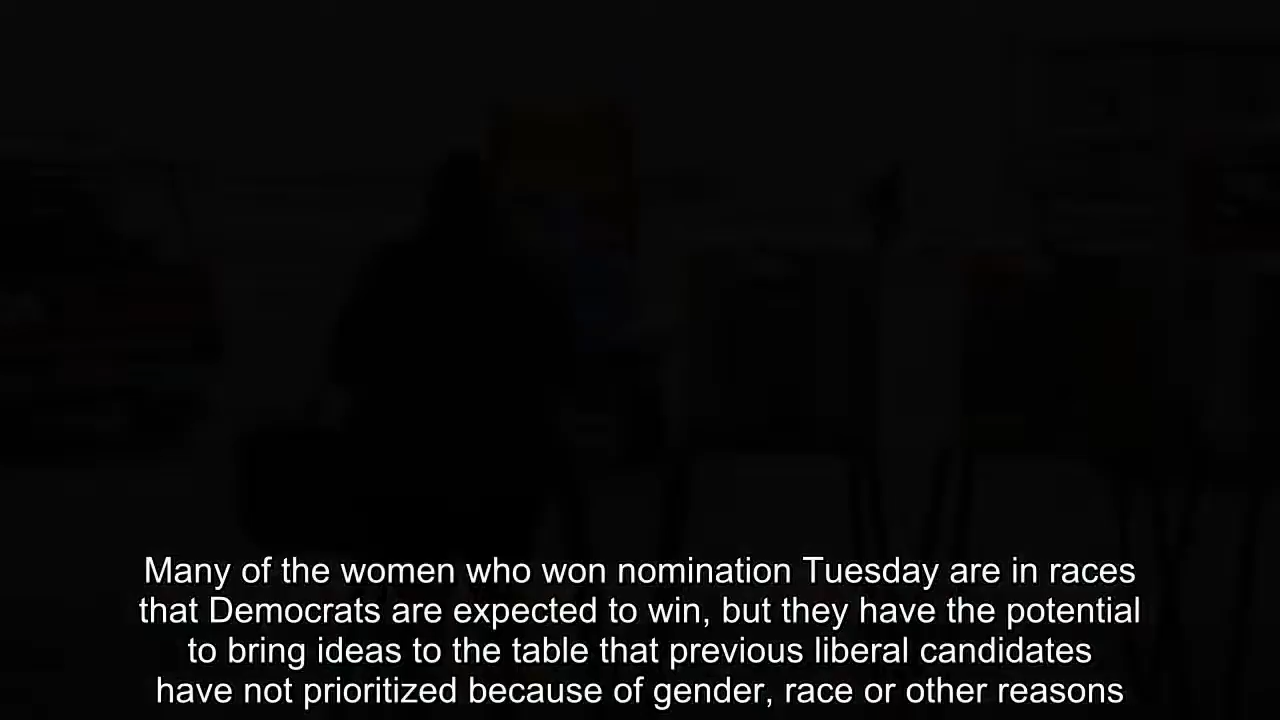 Many of the women who won nomination Tuesday are in races
that Democrats are expected to win, but they have the potential
to bring ideas to the table that previous liberal candidates
have not prioritized because of gender, race or other reasons